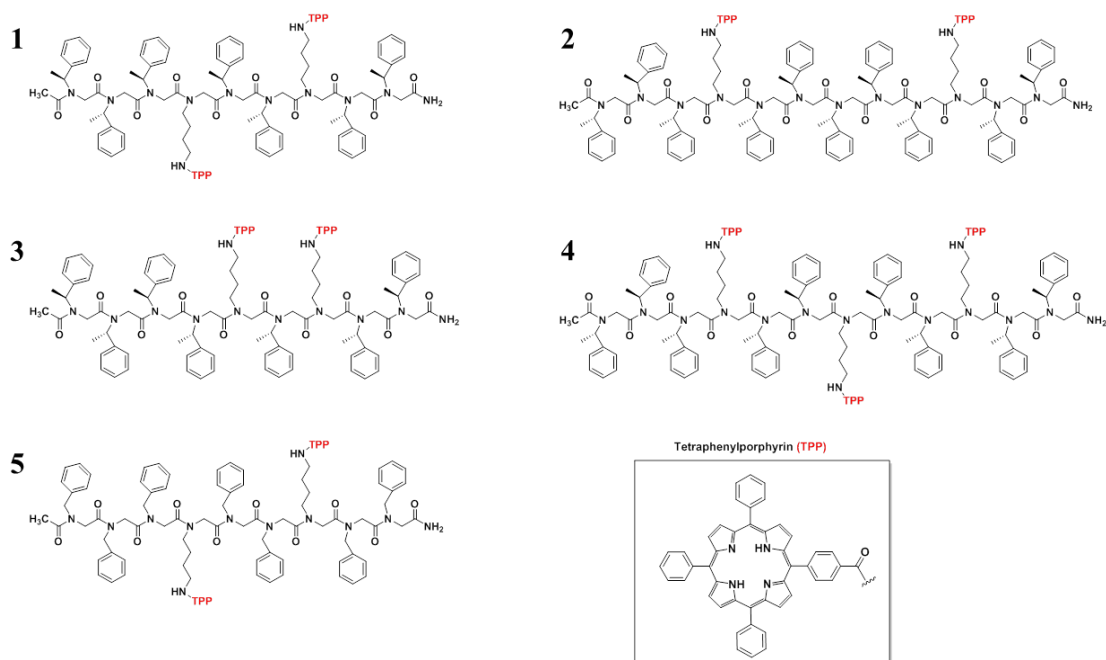 1
TPP
HN
O O O O O
H3C N N N N N N N N N NH2
O O O O O
HN
TPP
2
TPP TPP
HN HN
O O O O O O O
H3C N N N N N N N N N N N N NH2
O O O O O O
3
TPP TPP
HN HN
O O O O O
H3C N N N N N N N N N NH2
O O O O O
4
TPP TPP
HN HN
O O O O O O O
H3C N N N N N N N N N N N N NH2
O O O O O O
HN
TPP
5
TPP
HN
O O O O O
H3C N N N N N N N N N NH2
O O O O O
HN
TPP
Tetraphenylporphyrin (TPP)
N HN
O
NH N